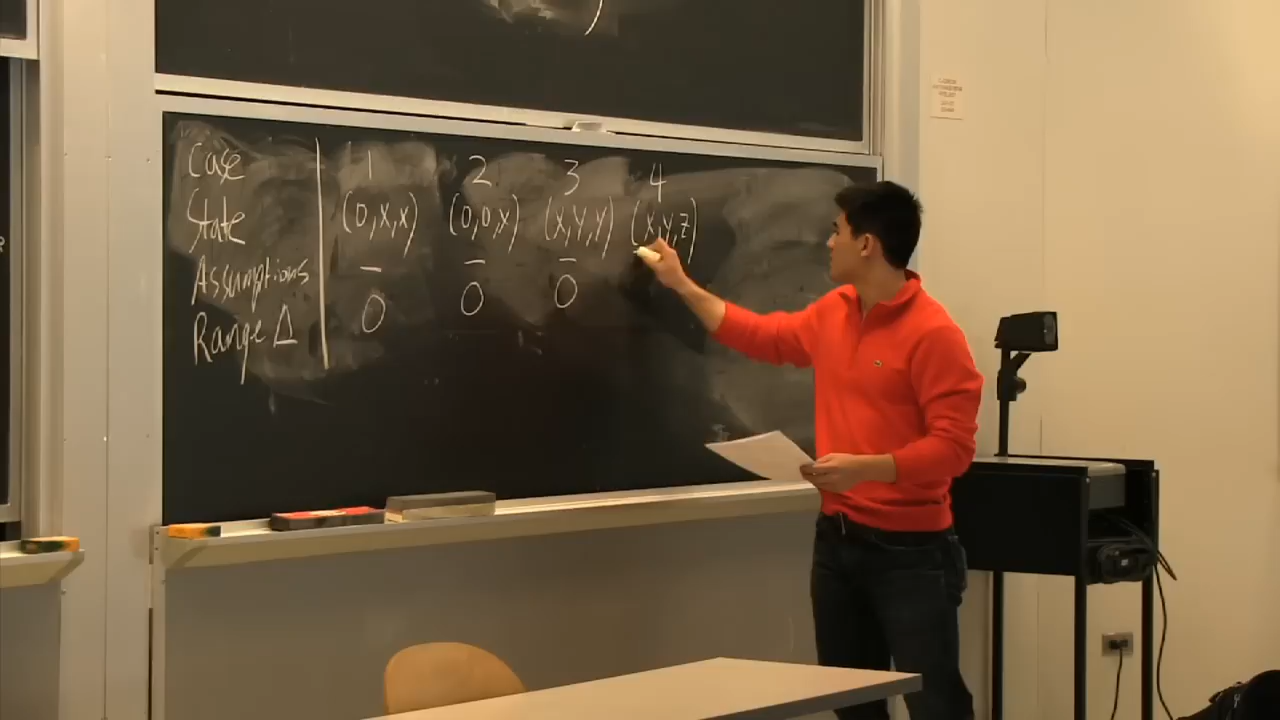 Case 1 2 3 4
State (0,x,x) (0,0,x) (x,y,y) (x,y,z)
Assumptions — — —
Range Δ 0 0 0